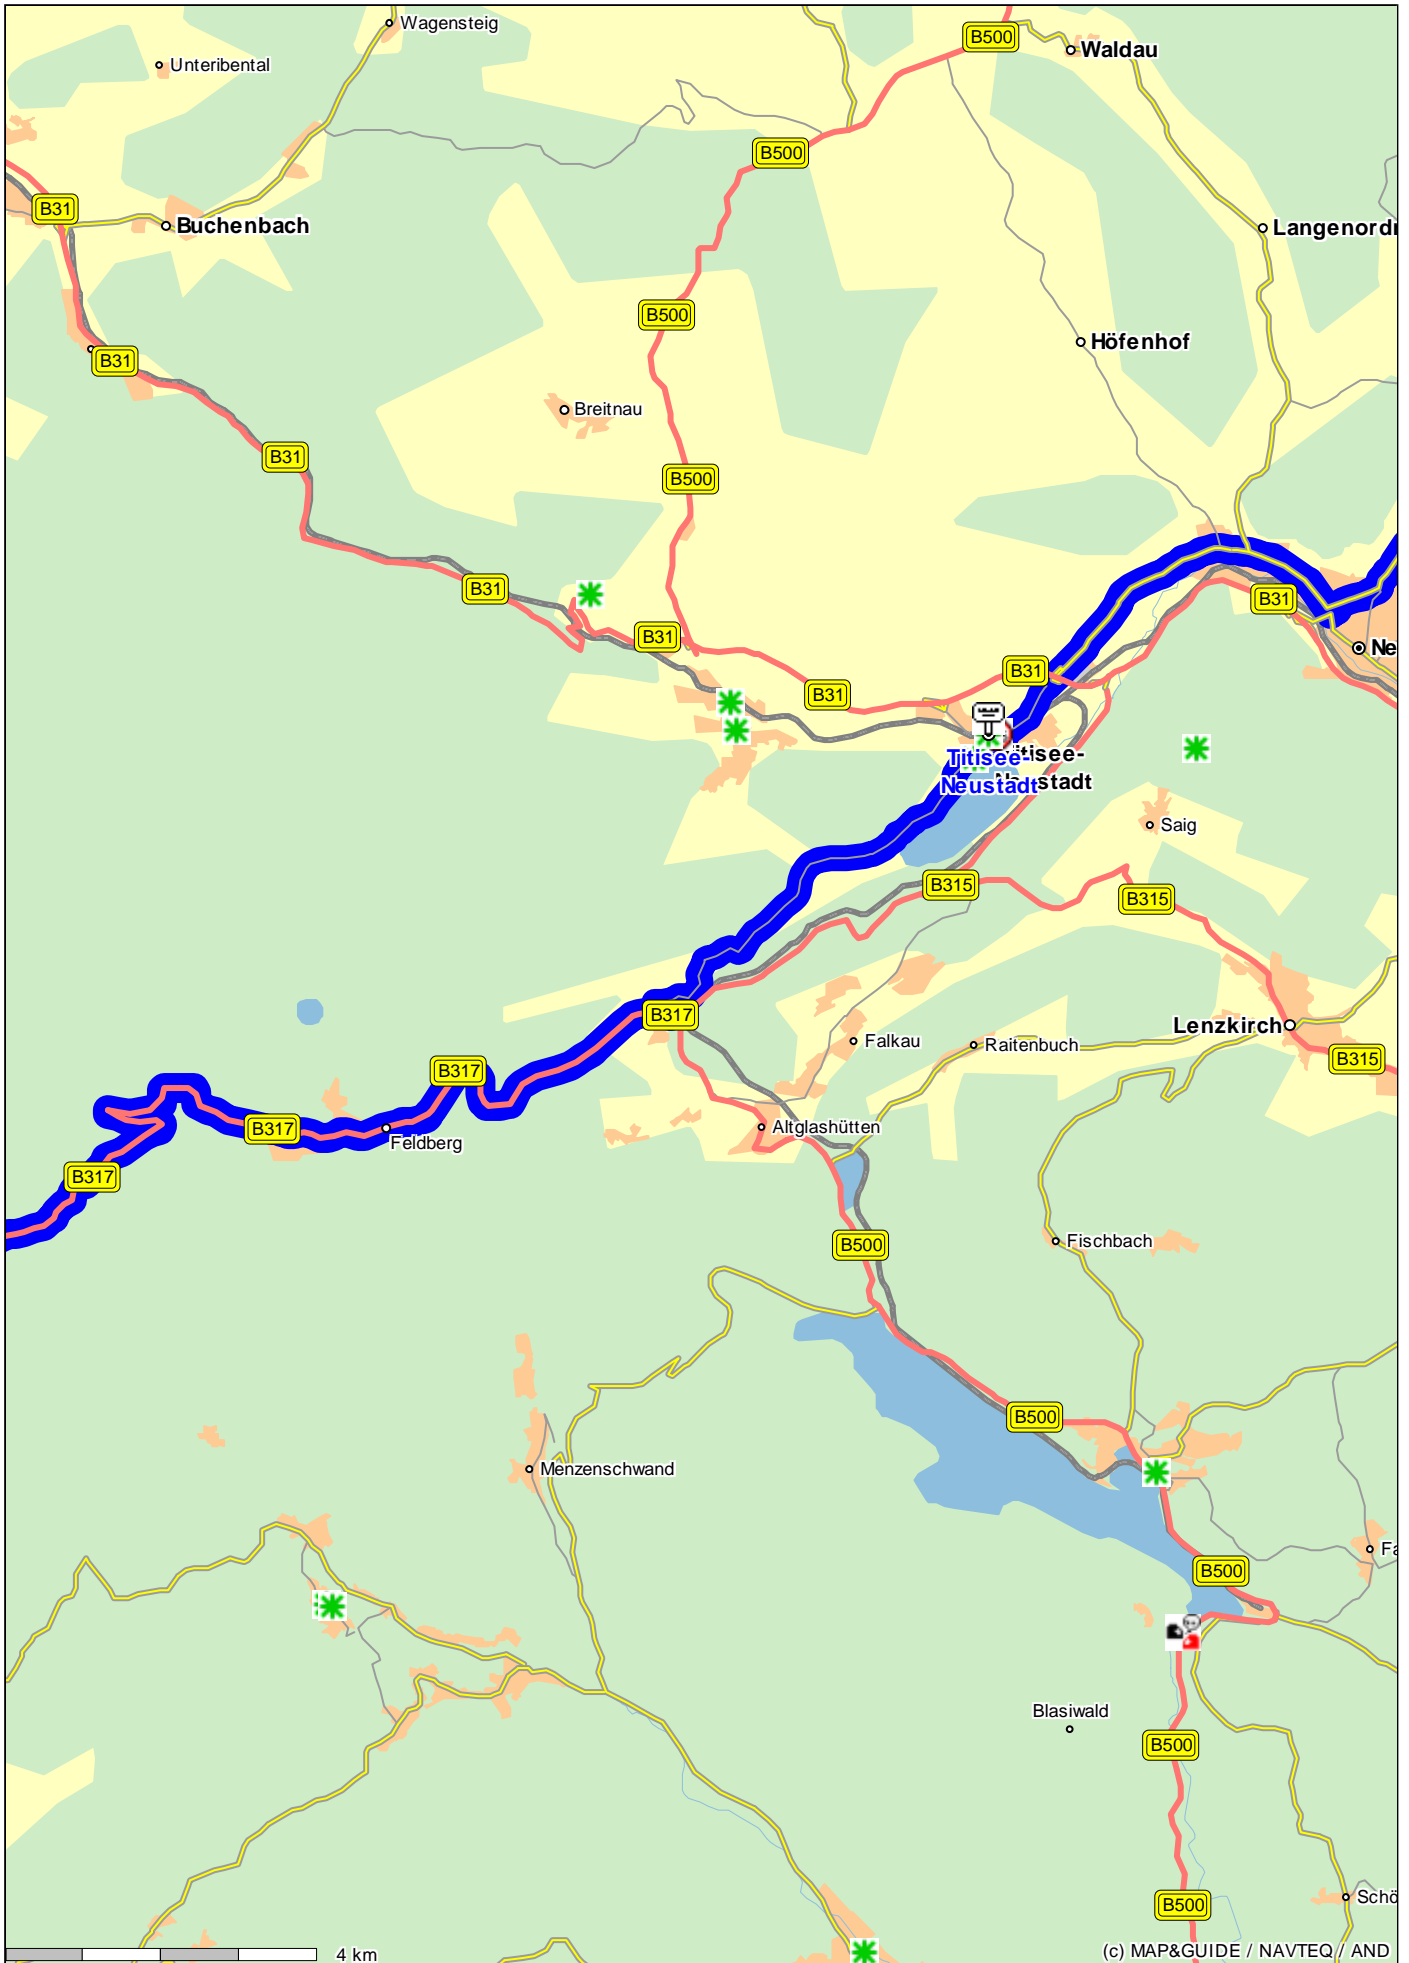 Wagensteig
B500
Waldau
Unteribental
B500
B31
Buchenbach
B500
Höfenhof
B31
Breitnau
B31
B500
B31
B31
B31
B31
B31
Titisee-
Neustadt
Saig
B315
B315
B317
Lenzkirch
Falkau
Raitenbuch
B315
B317
B317
Altglashütten
Feldberg
B317
Fischbach
B500
B500
Menzenschwand
B500
Blasiwald
B500
B500
4 km
(c) MAP&GUIDE / NAVTEQ / AND